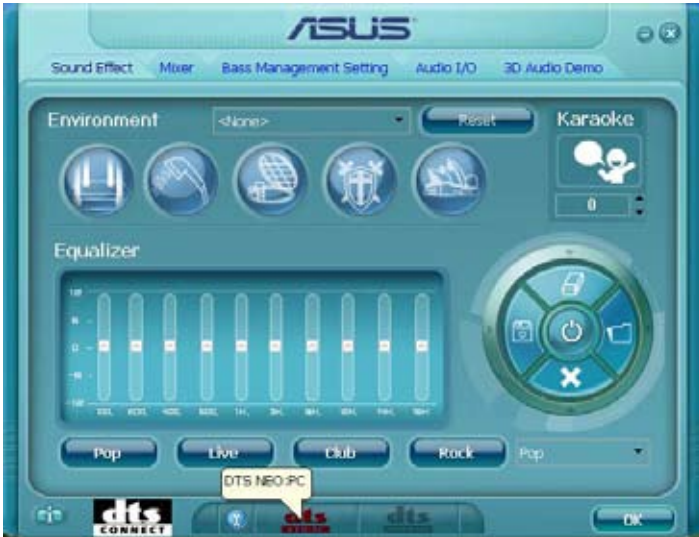 ASUS
Sound Effect Mixer Bass Management Setting Audio I/O 3D Audio Demo
Environment <None> Reset Karaoke
0
Equalizer
0
Pop Live Club Rock Pop
DTS NEO:PC
dts CONNECT dts dts OK